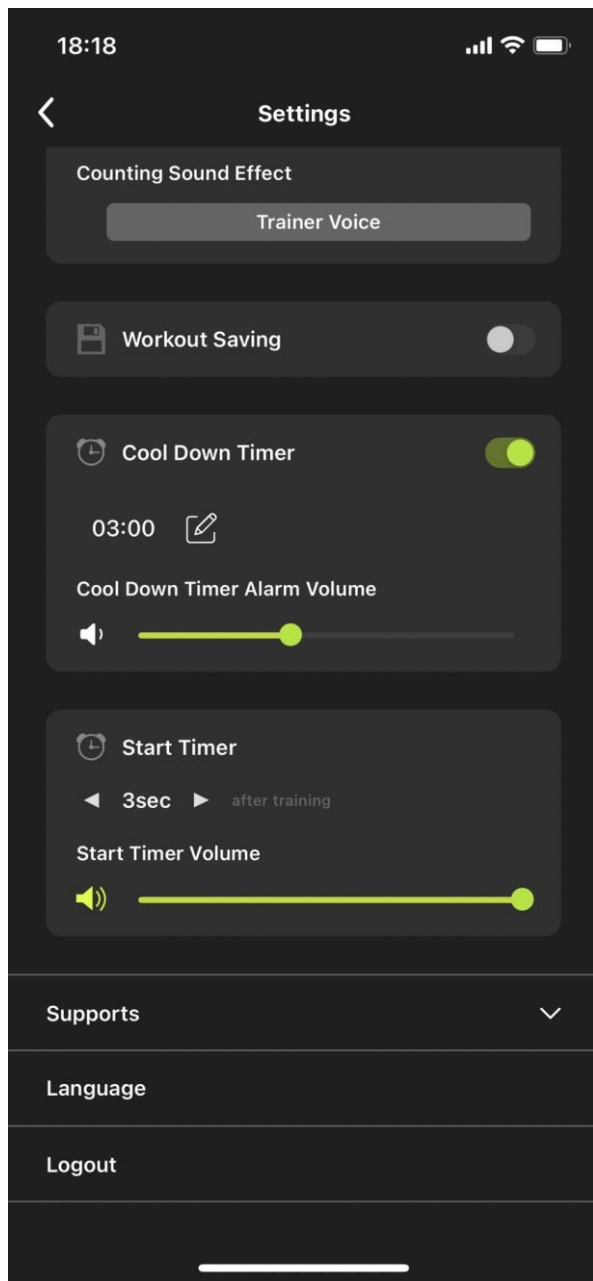 18:18
Settings
Counting Sound Effect
Trainer Voice
Workout Saving
Cool Down Timer
03:00
Cool Down Timer Alarm Volume
Start Timer
3sec after training
Start Timer Volume
Supports
Language
Logout